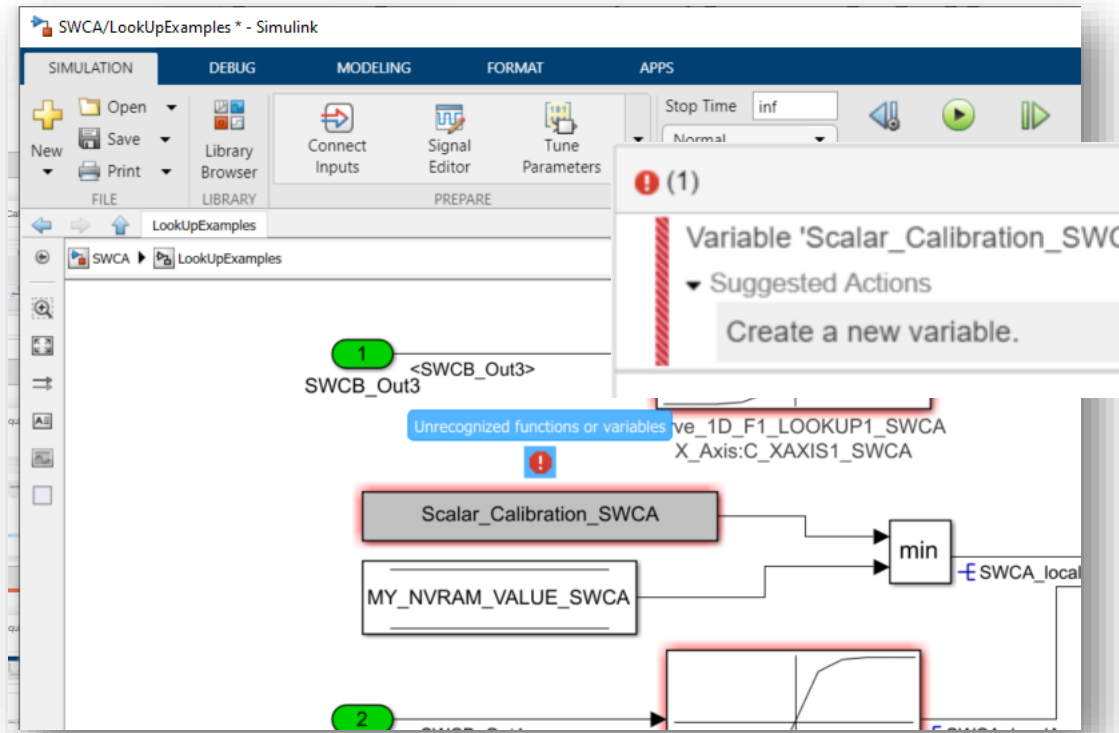 SWCA/LookUpExamples * - Simulink
SIMULATION DEBUG MODELING FORMAT APPS
New
Open
Save
Print
FILE
Library
Browser
LIBRARY
Connect
Inputs
Signal
Editor
Tune
Parameters
PREPARE
Stop Time inf
Normal
(1)
Variable 'Scalar_Calibration_SWC
Suggested Actions
Create a new variable.
LookUpExamples
SWCA LookUpExamples
1
<SWCB_Out3>
SWCB_Out3
Unrecognized functions or variables
rve_1D_F1_LOOKUP1_SWCA
X_Axis:C_XAXIS1_SWCA
Scalar_Calibration_SWCA
min
SWCA_local
MY_NVRAM_VALUE_SWCA
2